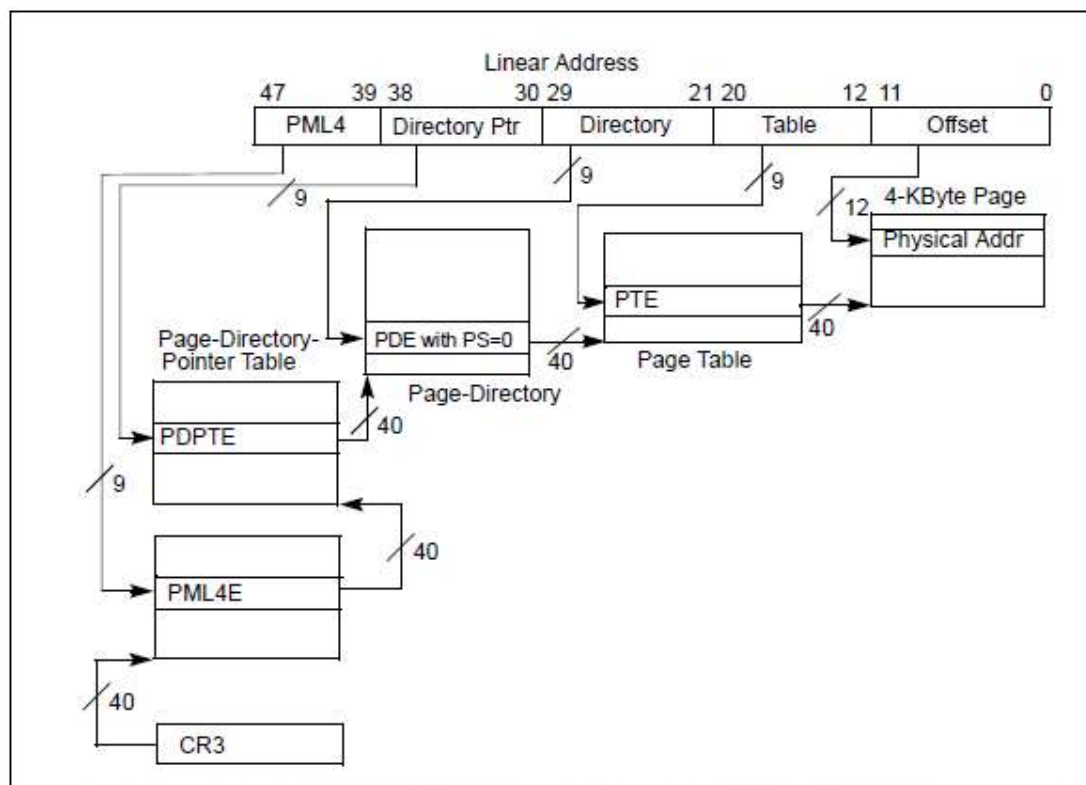 Linear Address
47 39 38 30 29 21 20 12 11 0
PML4 Directory Ptr Directory Table Offset
9 9 9 12 4-KByte Page
Physical Addr
PTE
40
PDE with PS=0
40
Page Table
Page-Directory-
Pointer Table
Page-Directory
40
PDPTE
9
40
PML4E
40
CR3